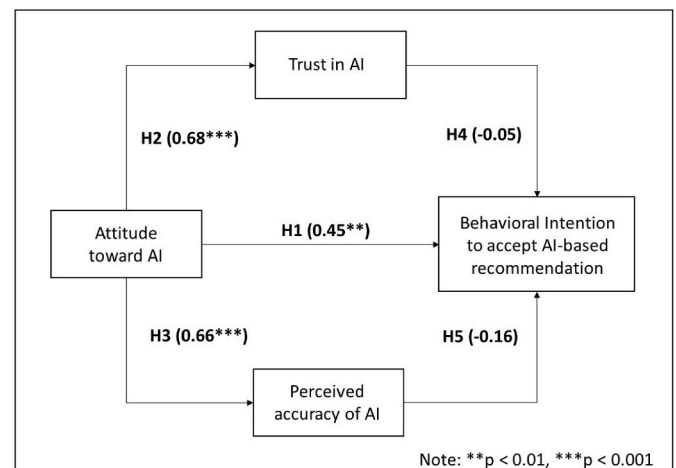 Trust in AI
H2 (0.68***)
H4 (-0.05)
Attitude
toward AI
H1 (0.45**)
Behavioral Intention
to accept AI-based
recommendation
H3 (0.66***)
H5 (-0.16)
Perceived
accuracy of AI
Note: **p < 0.01, ***p < 0.001